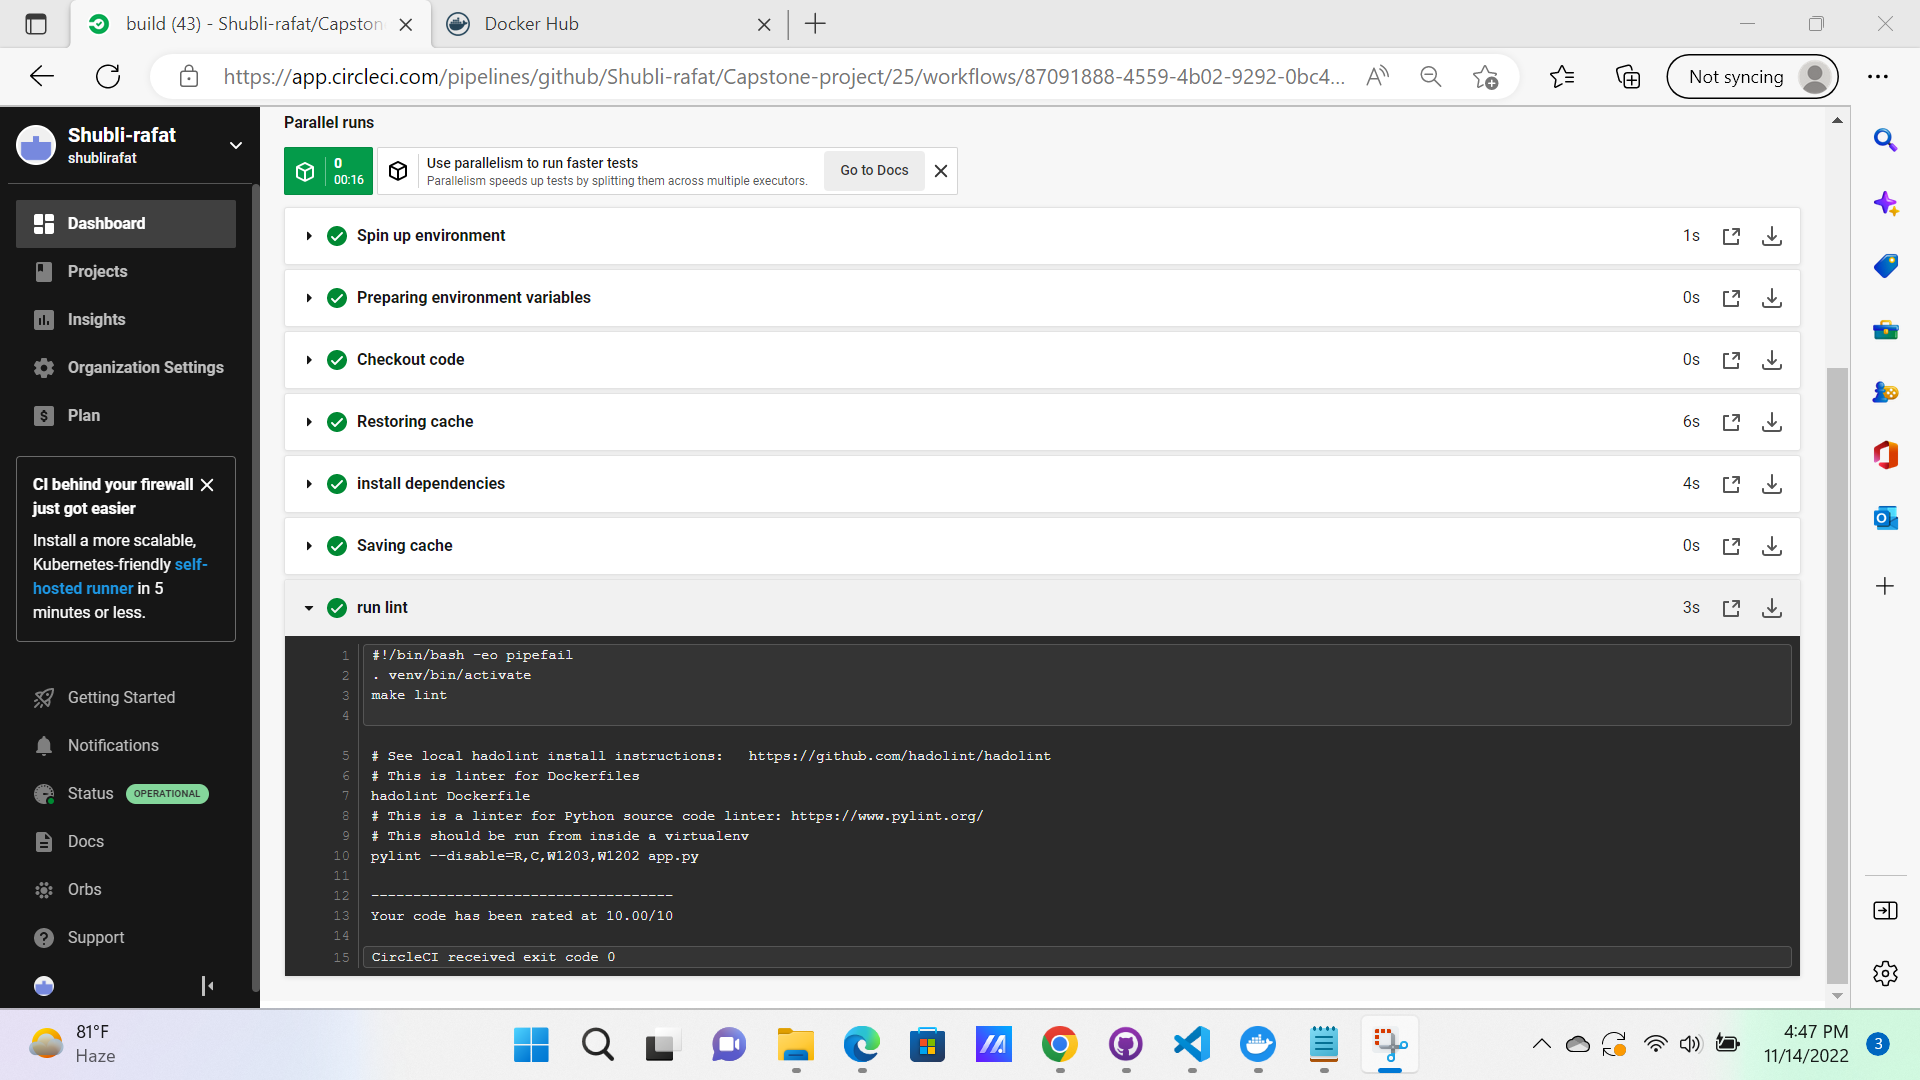 build (43) - Shubli-rafat/Capston
Docker Hub
https://app.circleci.com/pipelines/github/Shubli-rafat/Capstone-project/25/workflows/87091888-4559-4b02-9292-0bc4...
Not syncing
Shubli-rafat
shublirafat
Dashboard
Projects
Insights
Organization Settings
Plan
CI behind your firewall
just got easier
Install a more scalable,
Kubernetes-friendly self-
hosted runner in 5
minutes or less.
Getting Started
Notifications
Status OPERATIONAL
Docs
Orbs
Support
Parallel runs
0
00:16
Use parallelism to run faster tests
Parallelism speeds up tests by splitting them across multiple executors.
Go to Docs
Spin up environment 1s
Preparing environment variables 0s
Checkout code 0s
Restoring cache 6s
install dependencies 4s
Saving cache 0s
run lint 3s
1 #!/bin/bash -eo pipefail
2 . venv/bin/activate
3 make lint
4
5 # See local hadolint install instructions:   https://github.com/hadolint/hadolint
6 # This is linter for Dockerfiles
7 hadolint Dockerfile
8 # This is a linter for Python source code linter: https://www.pylint.org/
9 # This should be run from inside a virtualenv
10 pylint --disable=R,C,W1203,W1202 app.py
11
12 ------------------------------------
13 Your code has been rated at 10.00/10
14
15 CircleCI received exit code 0
81°F
Haze
4:47 PM
11/14/2022
3